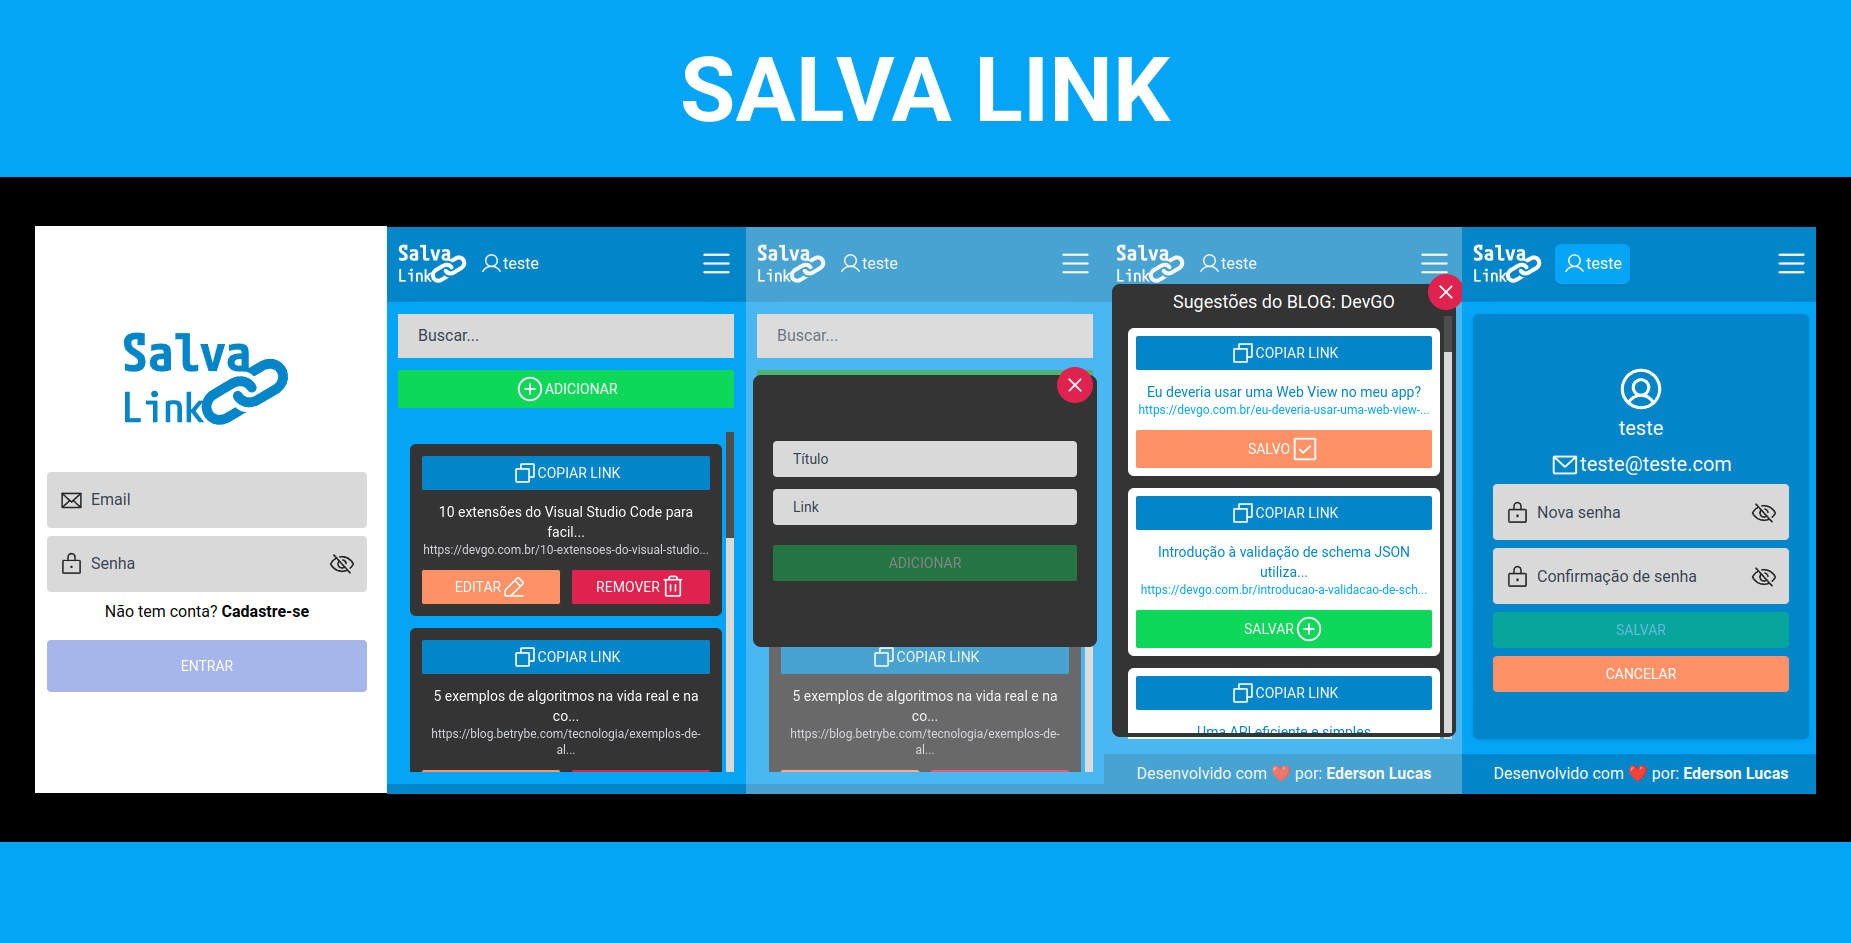 SALVA LINK
Salva
Link
Email
Senha
Não tem conta? Cadastre-se
ENTRAR
Salva
Link
teste
Buscar...
ADICIONAR
COPIAR LINK
10 extensões do Visual Studio Code para
facil...
https://devgo.com.br/10-extensoes-do-visual-studio...
EDITAR
REMOVER
COPIAR LINK
5 exemplos de algoritmos na vida real e na
co...
https://blog.betrybe.com/tecnologia/exemplos-de-
al...
Salva
Link
teste
Buscar...
Título
Link
ADICIONAR
COPIAR LINK
5 exemplos de algoritmos na vida real e na
co...
https://blog.betrybe.com/tecnologia/exemplos-de-
al...
Salva
Link
teste
Sugestões do BLOG: DevGO
COPIAR LINK
Eu deveria usar uma Web View no meu app?
https://devgo.com.br/eu-deveria-usar-uma-web-view-...
SALVO
COPIAR LINK
Introdução à validação de schema JSON
utiliza...
https://devgo.com.br/introducao-a-validacao-de-sch...
SALVAR
COPIAR LINK
Uma API eficiente e simples
Desenvolvido com ❤️ por: Ederson Lucas
Salva
Link
teste
teste
teste@teste.com
Nova senha
Confirmação de senha
SALVAR
CANCELAR
Desenvolvido com ❤️ por: Ederson Lucas